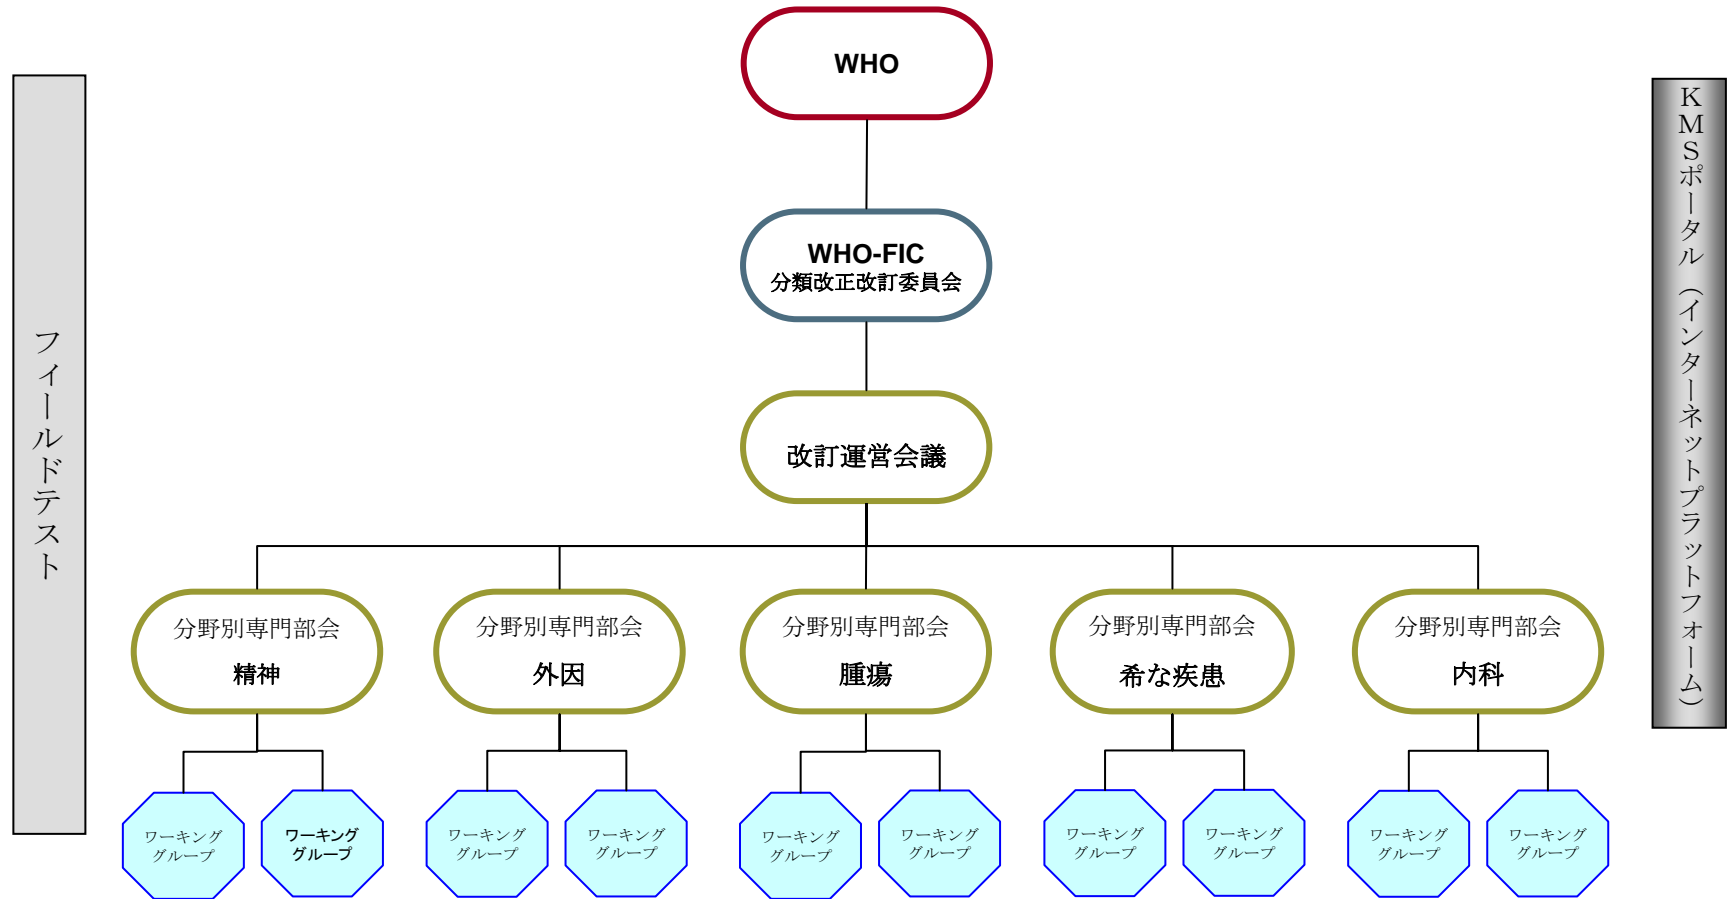 WHO
WHO-FIC
分類改正改訂委員会
改訂運営会議
フィールドテスト
KMSポータル（インターネットプラットフォーム）
分野別専門部会
精神
分野別専門部会
外因
分野別専門部会
腫瘍
分野別専門部会
希な疾患
分野別専門部会
内科
ワーキング
グループ
ワーキング
グループ
ワーキング
グループ
ワーキング
グループ
ワーキング
グループ
ワーキング
グループ
ワーキング
グループ
ワーキング
グループ
ワーキング
グループ
ワーキング
グループ